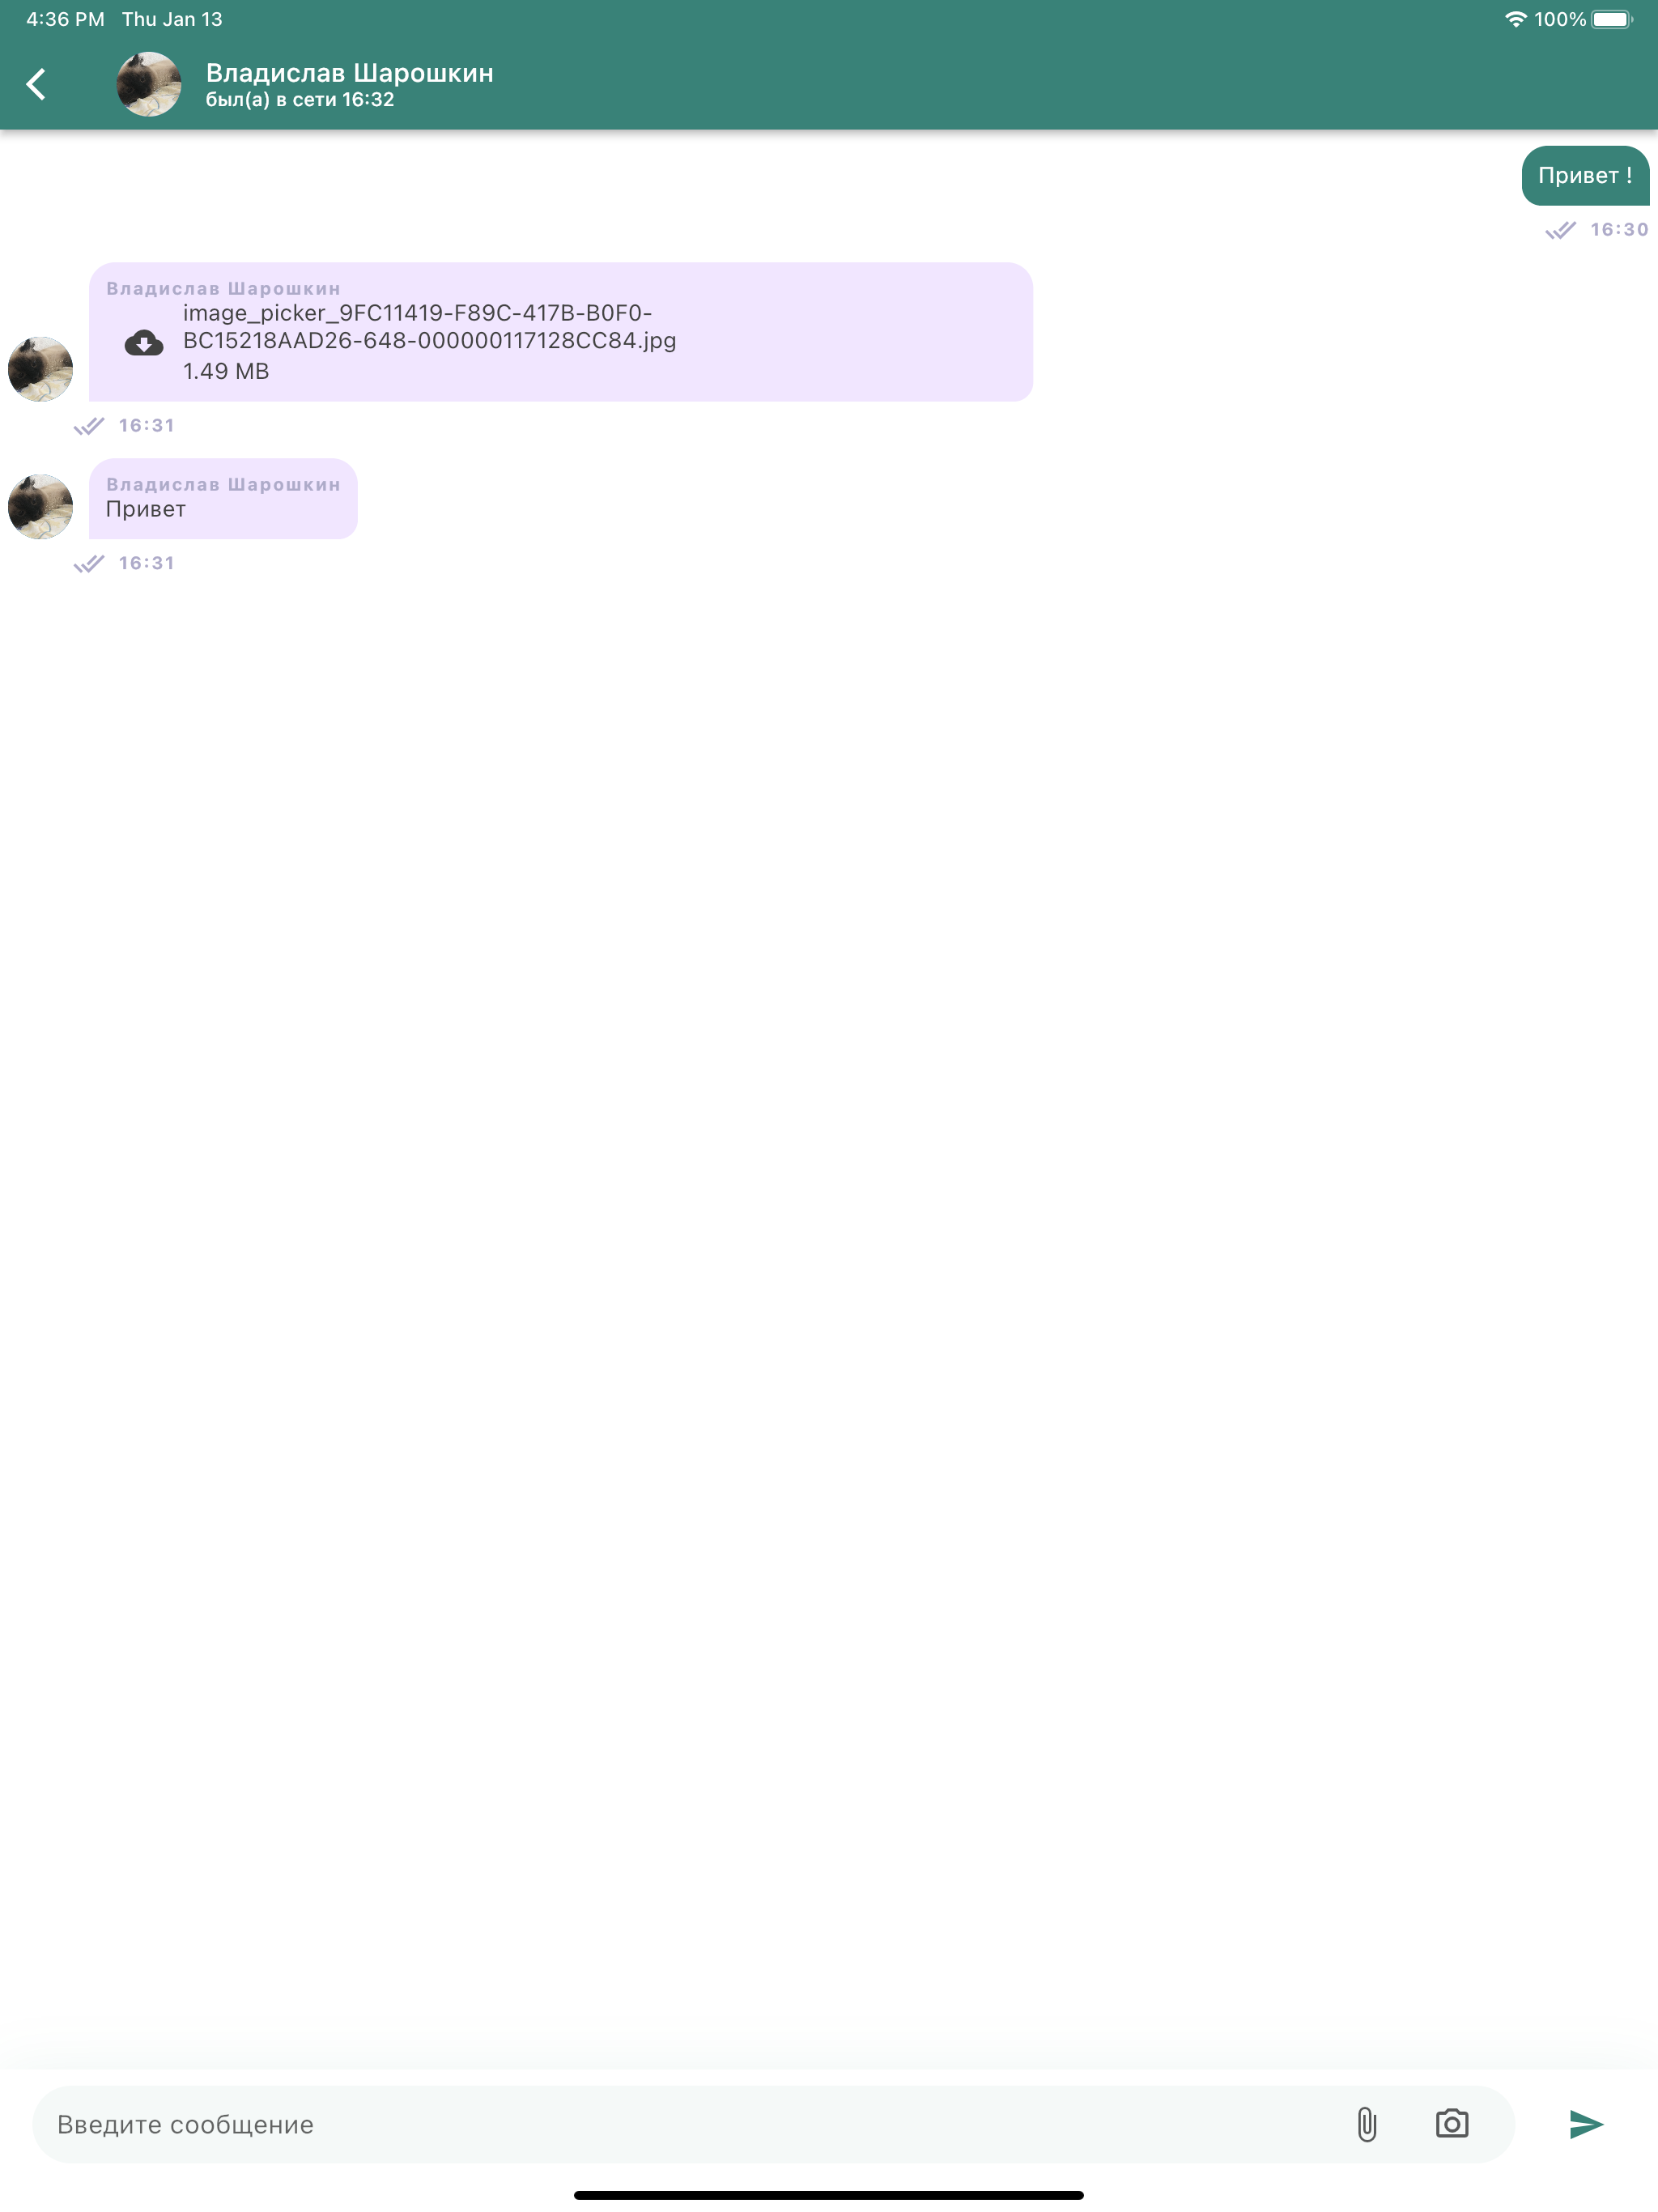 4:36 PM Thu Jan 13
100%
Владислав Шарошкин
был(а) в сети 16:32
Привет !
16:30
Владислав Шарошкин
image_picker_9FC11419-F89C-417B-B0F0-
BC15218AAD26-648-000000117128CC84.jpg
1.49 MB
16:31
Владислав Шарошкин
Привет
16:31
Введите сообщение